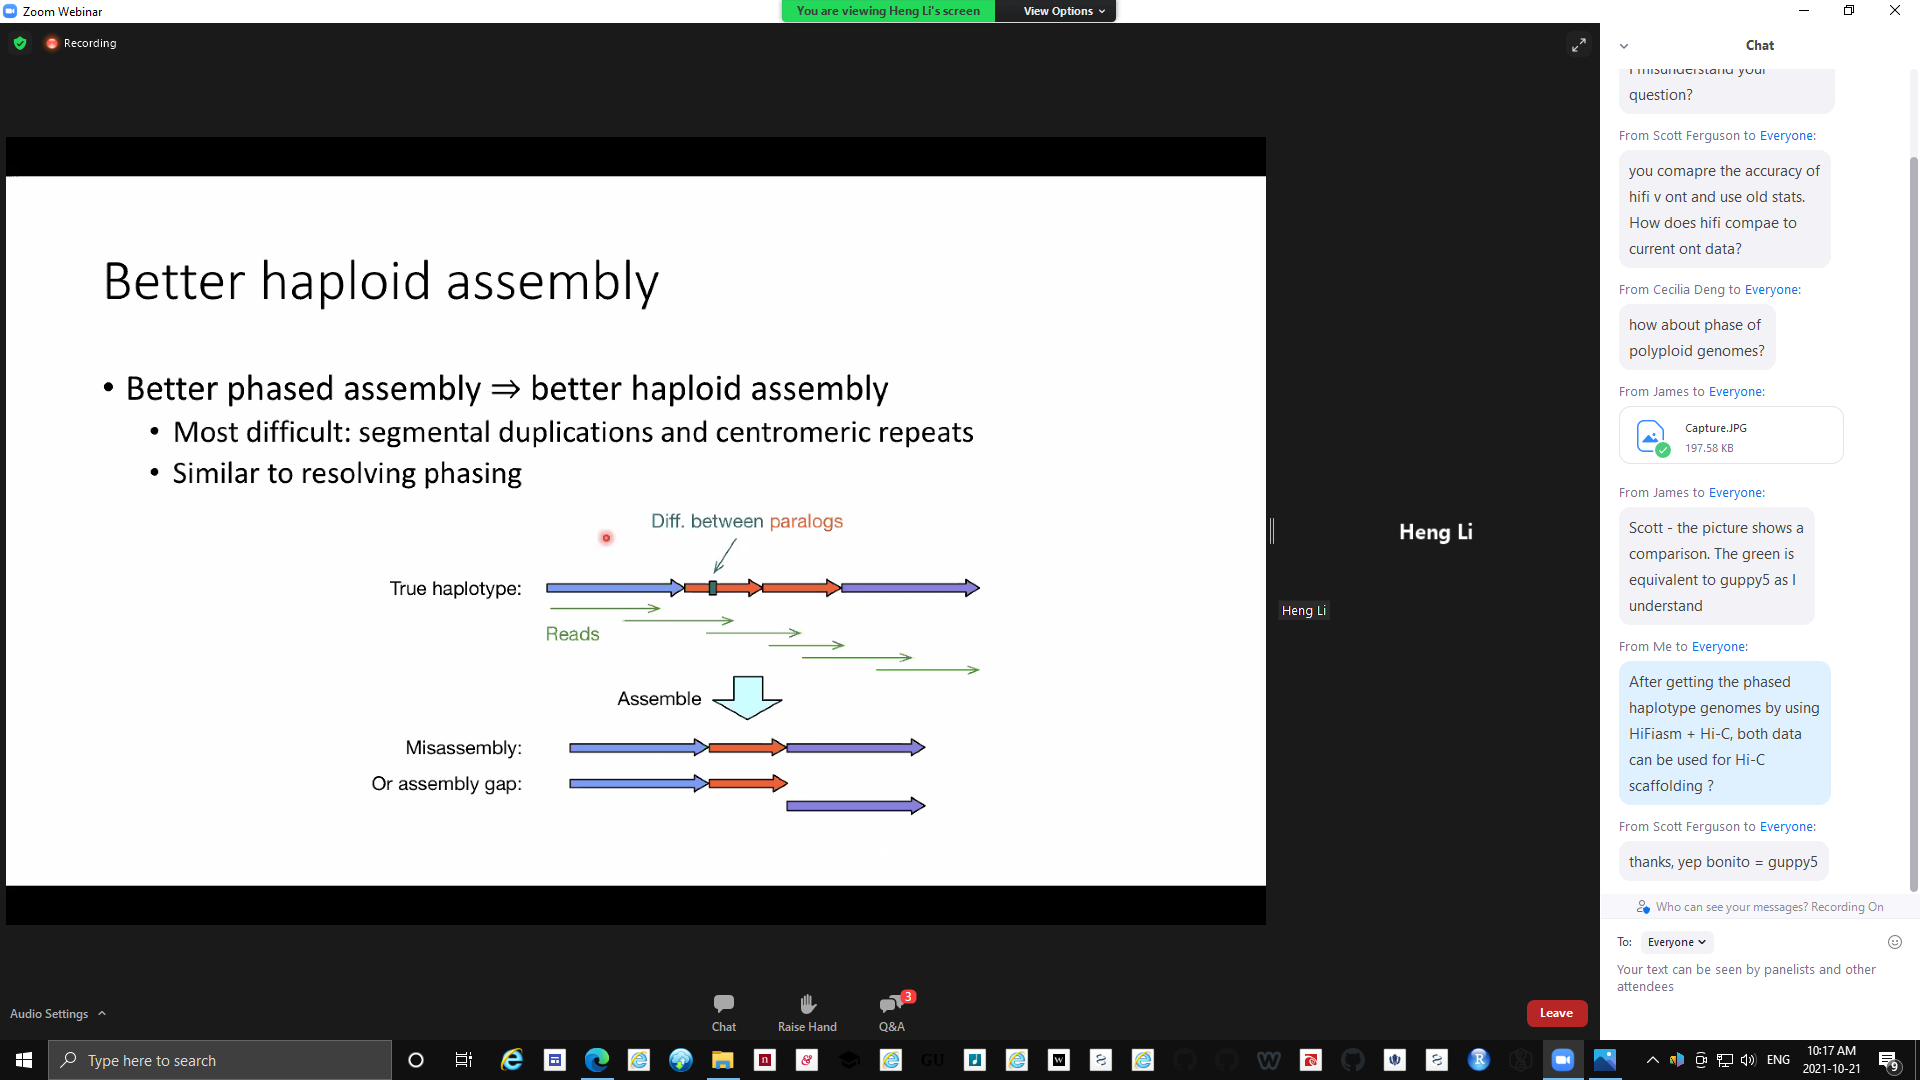 Zoom Webinar
You are viewing Heng Li's screen
View Options
Recording
Better haploid assembly
• Better phased assembly ⇒ better haploid assembly
• Most difficult: segmental duplications and centromeric repeats
• Similar to resolving phasing
Diff. between paralogs
True haplotype:
Reads
Assemble
Misassembly:
Or assembly gap:
Heng Li
Heng Li
Chat
I misunderstand your
question?
From Scott Ferguson to Everyone:
you comapre the accuracy of
hifi v ont and use old stats.
How does hifi compae to
current ont data?
From Cecilia Deng to Everyone:
how about phase of
polyploid genomes?
From James to Everyone:
Capture.JPG
197.58 KB
From James to Everyone:
Scott - the picture shows a
comparison. The green is
equivalent to guppy5 as I
understand
From Me to Everyone:
After getting the phased
haplotype genomes by using
HiFiasm + Hi-C, both data
can be used for Hi-C
scaffolding ?
From Scott Ferguson to Everyone:
thanks, yep bonito = guppy5
Who can see your messages? Recording On
To: Everyone
Your text can be seen by panelists and other
attendees
Audio Settings
Chat
Raise Hand
3
Q&A
Leave
Type here to search
GU
ENG
10:17 AM
2021-10-21
9